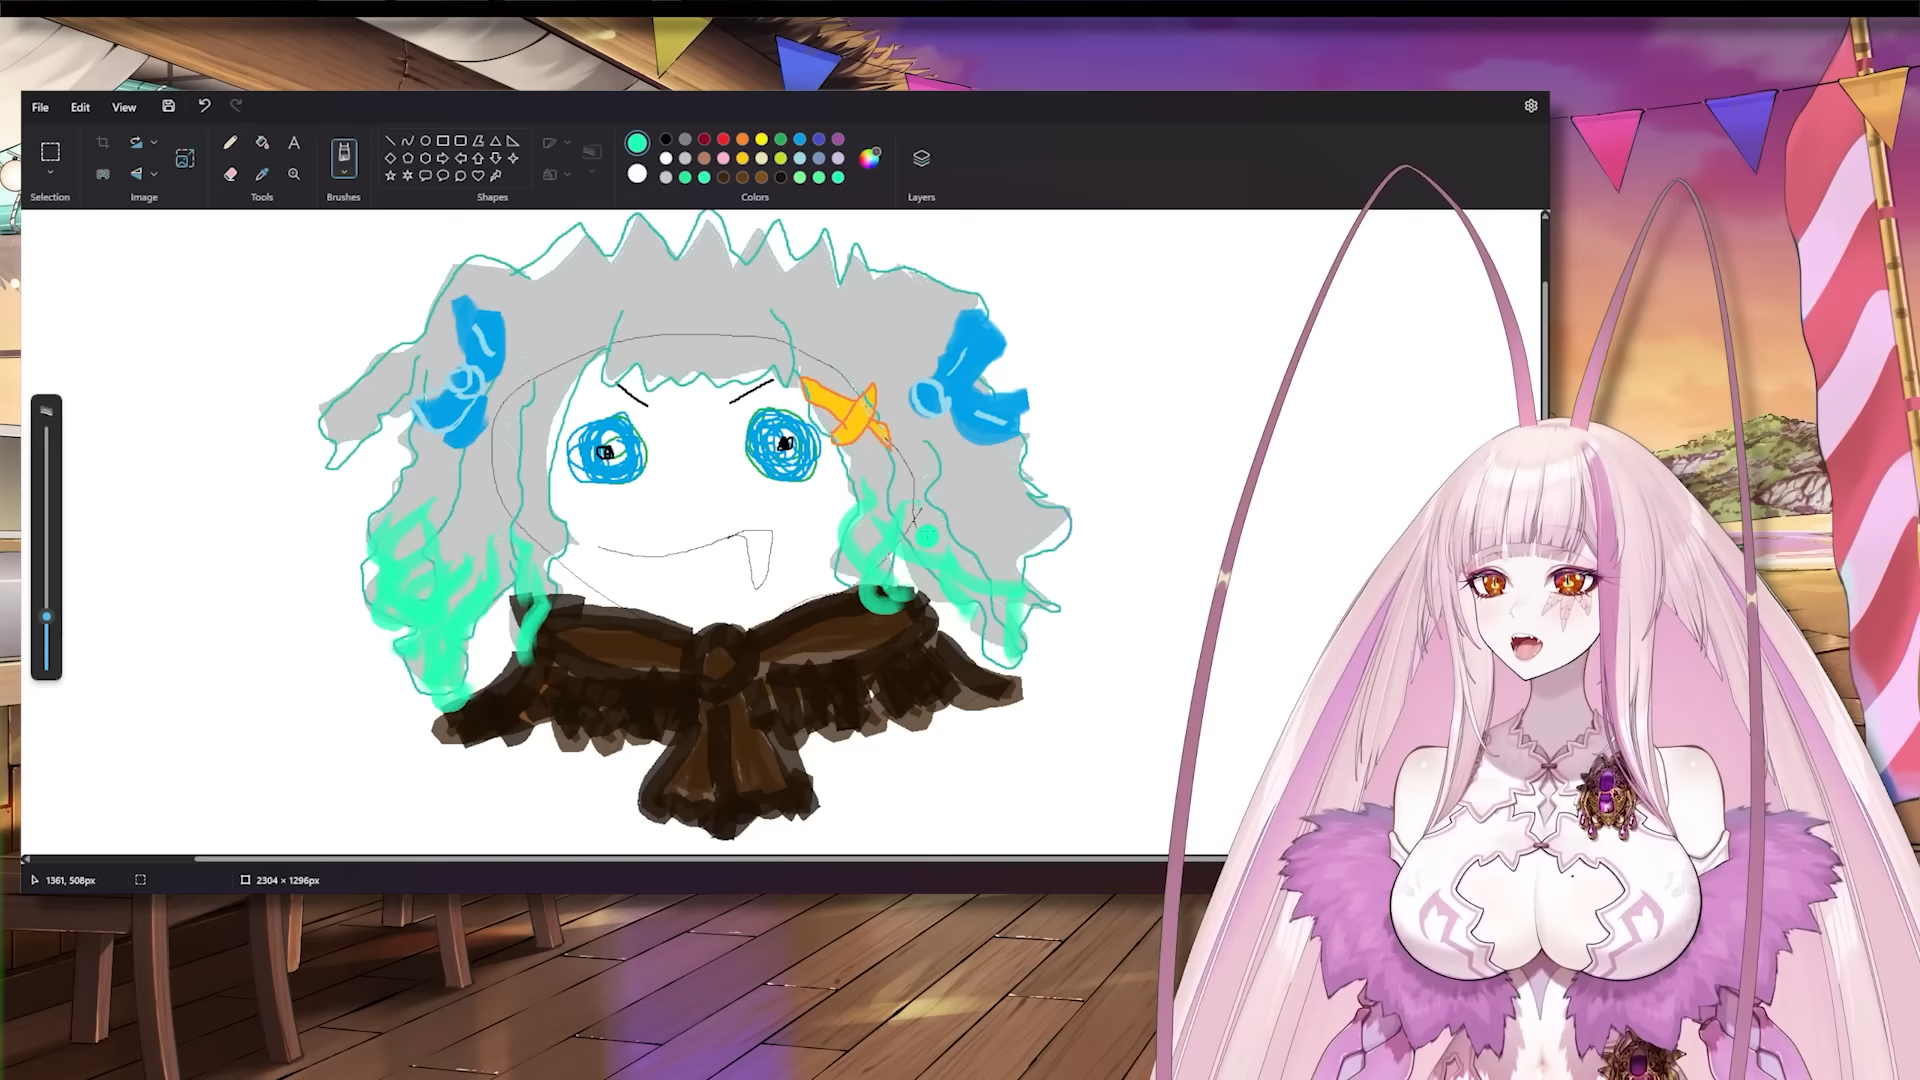 File Edit View
Selection Image Tools Brushes Shapes Colors Layers
1361, 508px 2304 × 1296px